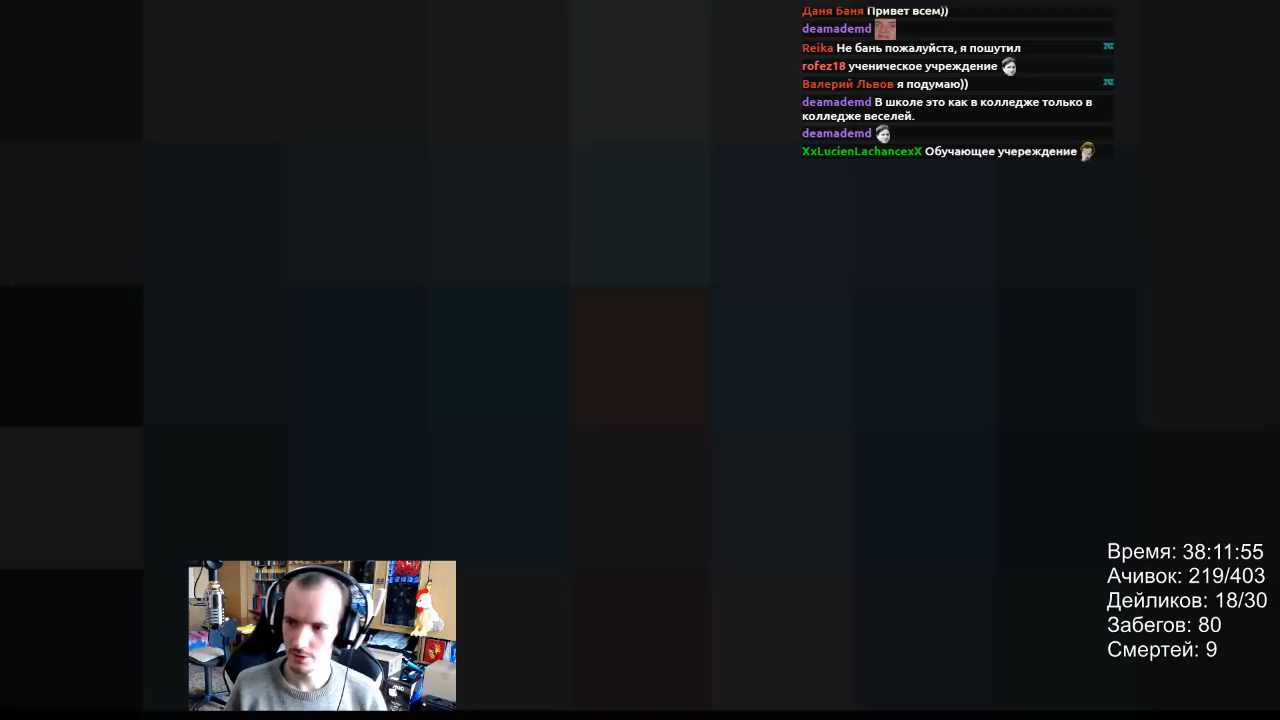 Даня Баня Привет всем))
deamademd
Reika Не бань пожалуйста, я пошутил
rofez18 ученическое учреждение
Валерий Львов я подумаю))
deamademd В школе это как в колледже только в
колледже веселей.
deamademd
XxLucienLachancexX Обучающее учереждение
Время: 38:11:55
Ачивок: 219/403
Дейликов: 18/30
Забегов: 80
Смертей: 9